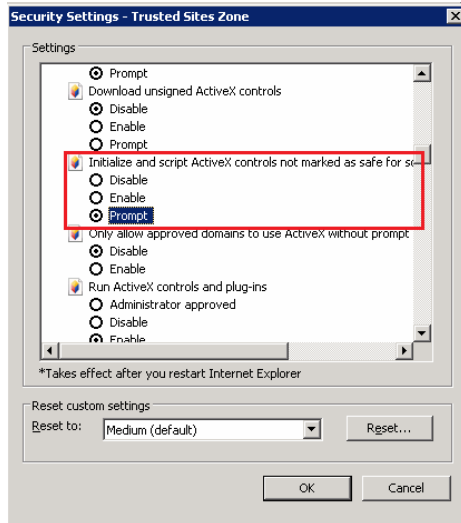 Security Settings - Trusted Sites Zone
Settings
Prompt
Download unsigned ActiveX controls
Disable
Enable
Prompt
Initialize and script ActiveX controls not marked as safe for sc
Disable
Enable
Prompt
Only allow approved domains to use ActiveX without prompt
Disable
Enable
Run ActiveX controls and plug-ins
Administrator approved
Disable
Enable
*Takes effect after you restart Internet Explorer
Reset custom settings
Reset to: Medium (default) Reset...
OK Cancel